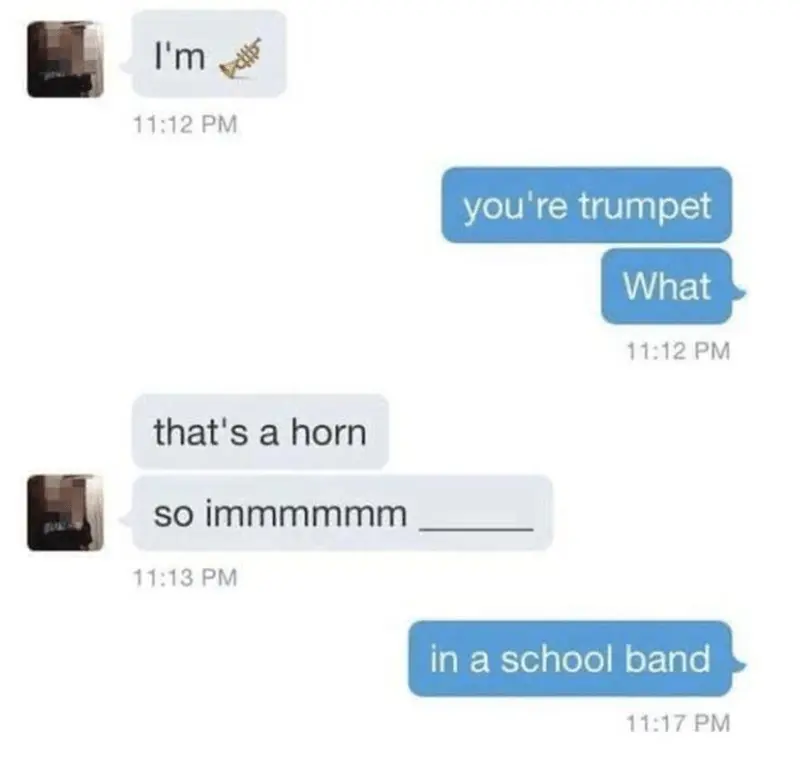 I'm 🎺
11:12 PM
you're trumpet
What
11:12 PM
that's a horn
so immmmmm ______
11:13 PM
in a school band
11:17 PM